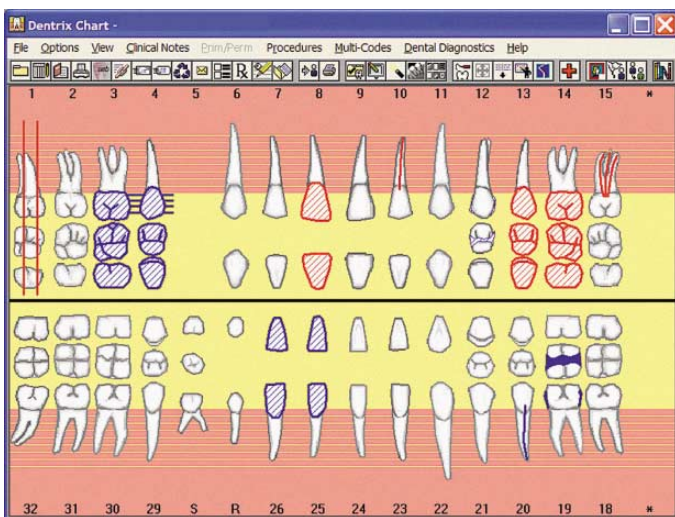 Dentrix Chart -
File Options View Clinical Notes Prim/Perm Procedures Multi-Codes Dental Diagnostics Help
1 2 3 4 5 6 7 8 9 10 11 12 13 14 15 *
32 31 30 29 S R 26 25 24 23 22 21 20 19 18 *